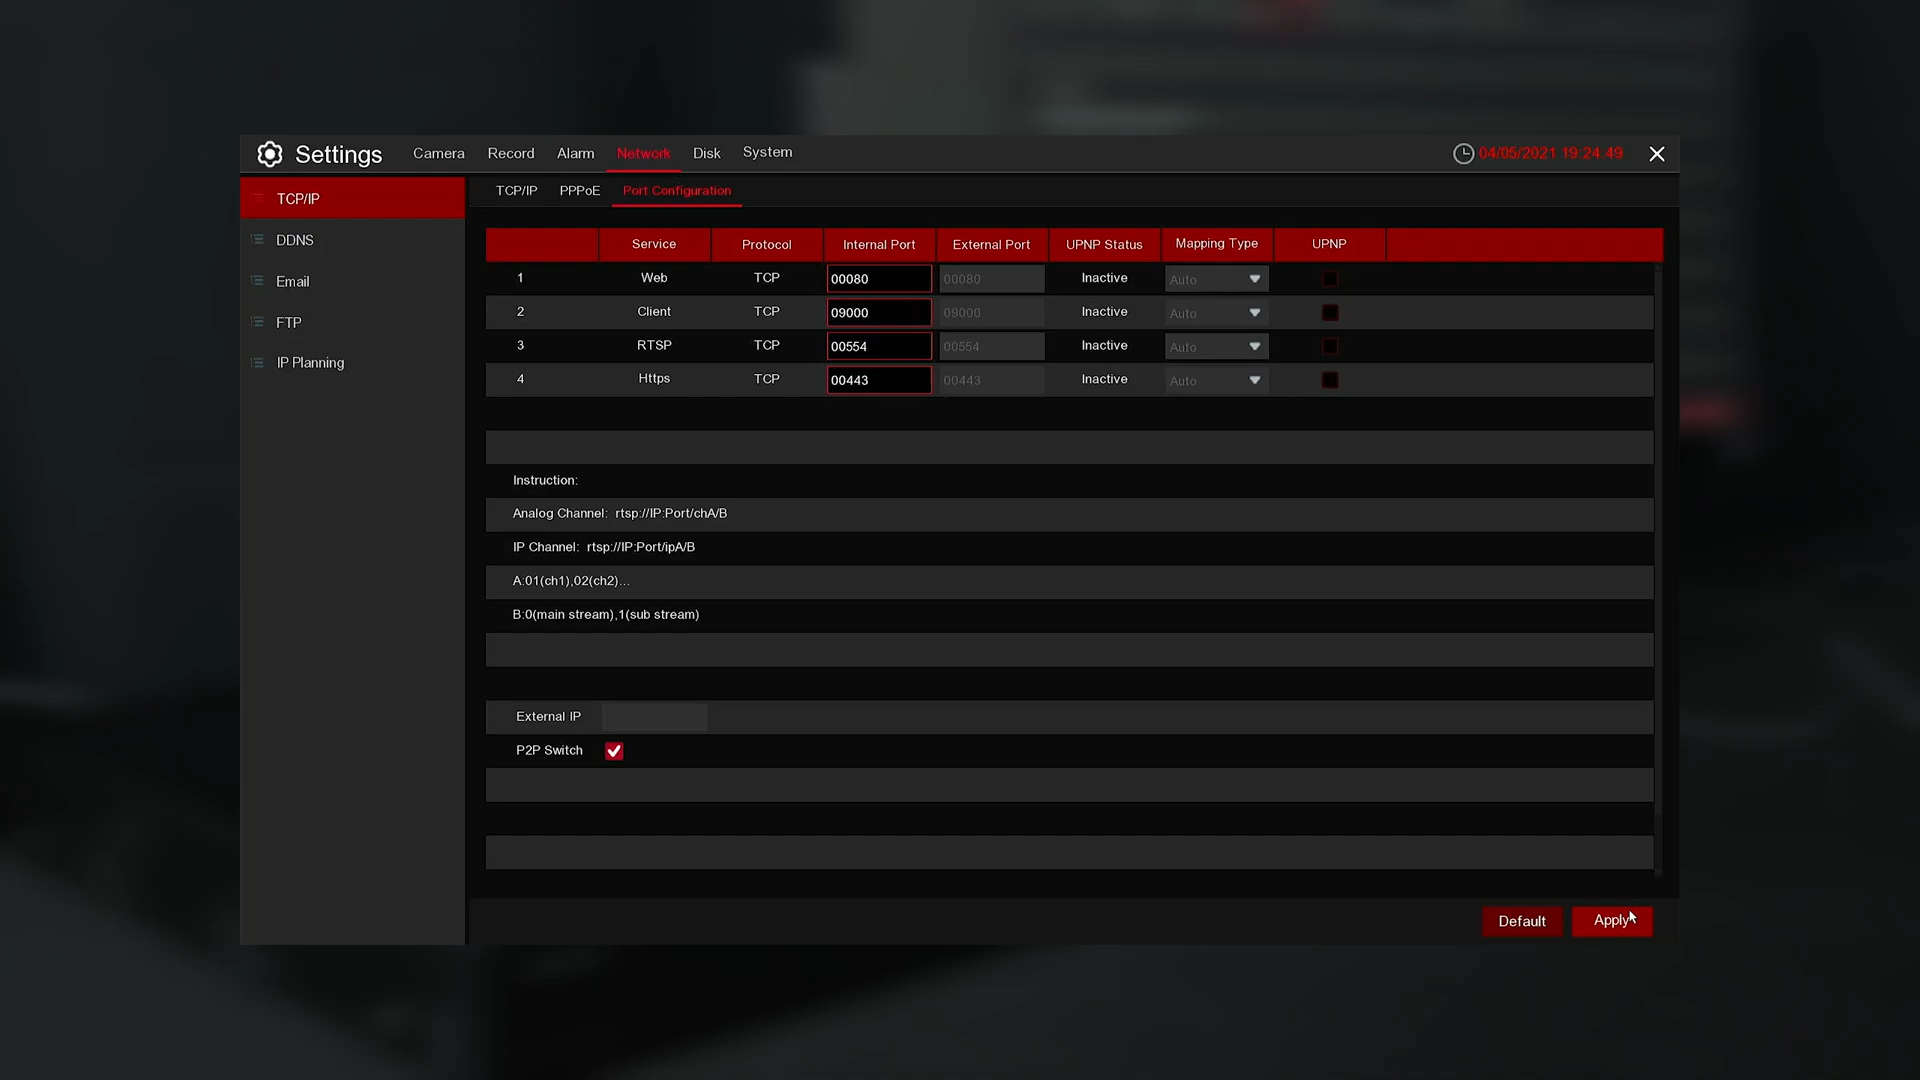 Settings Camera Record Alarm Network Disk System 04/05/2021 19:24:49
TCP/IP PPPoE Port Configuration
TCP/IP
DDNS
Email
FTP
IP Planning
Service Protocol Internal Port External Port UPNP Status Mapping Type UPNP
1 Web TCP 00080 00080 Inactive Auto
2 Client TCP 09000 09000 Inactive Auto
3 RTSP TCP 00554 00554 Inactive Auto
4 Https TCP 00443 00443 Inactive Auto
Instruction:
Analog Channel: rtsp://IP:Port/chA/B
IP Channel: rtsp://IP:Port/ipA/B
A:01(ch1),02(ch2)...
B:0(main stream),1(sub stream)
External IP
P2P Switch
Default Apply